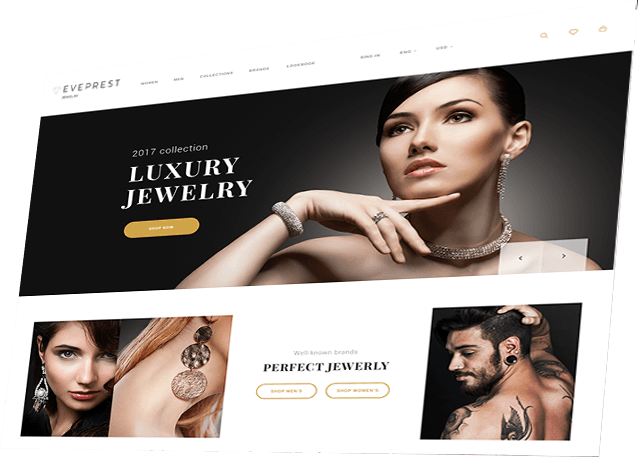 EVEPREST
JEWELRY
WOMEN MEN COLLECTIONS BRANDS LOOKBOOK SIGN IN ENG USD
2017 collection
LUXURY
JEWELRY
SHOP NOW
Well-known brands
PERFECT JEWERLY
SHOP MEN'S SHOP WOMEN'S